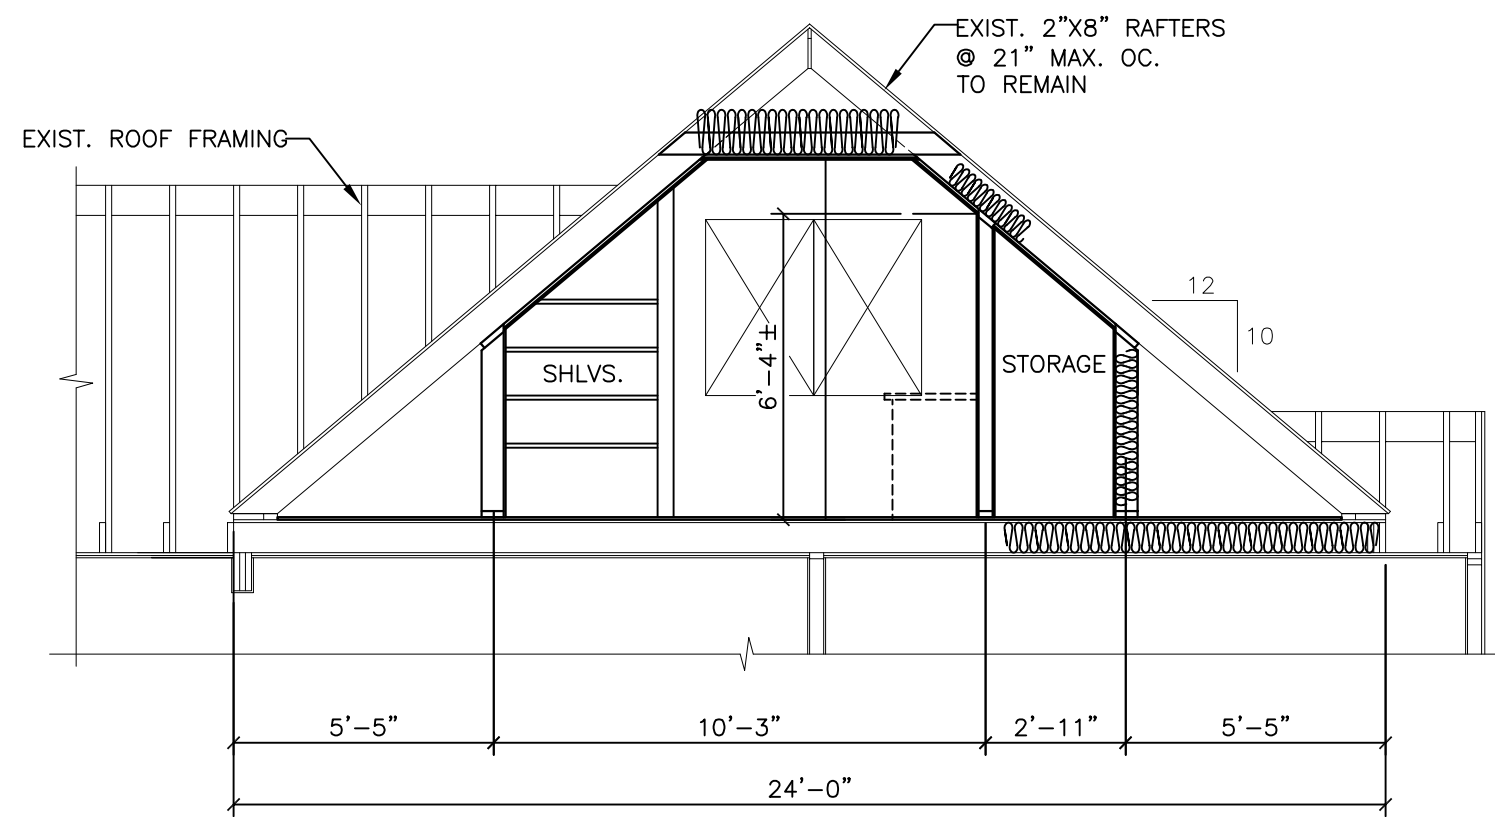 EXIST. 2”X8” RAFTERS
@ 21” MAX. OC.
TO REMAIN
EXIST. ROOF FRAMING
12
10
6’–4”±
STORAGE
SHLVS.
5’–5”
10’–3”
2’–11”
5’–5”
24’–0”